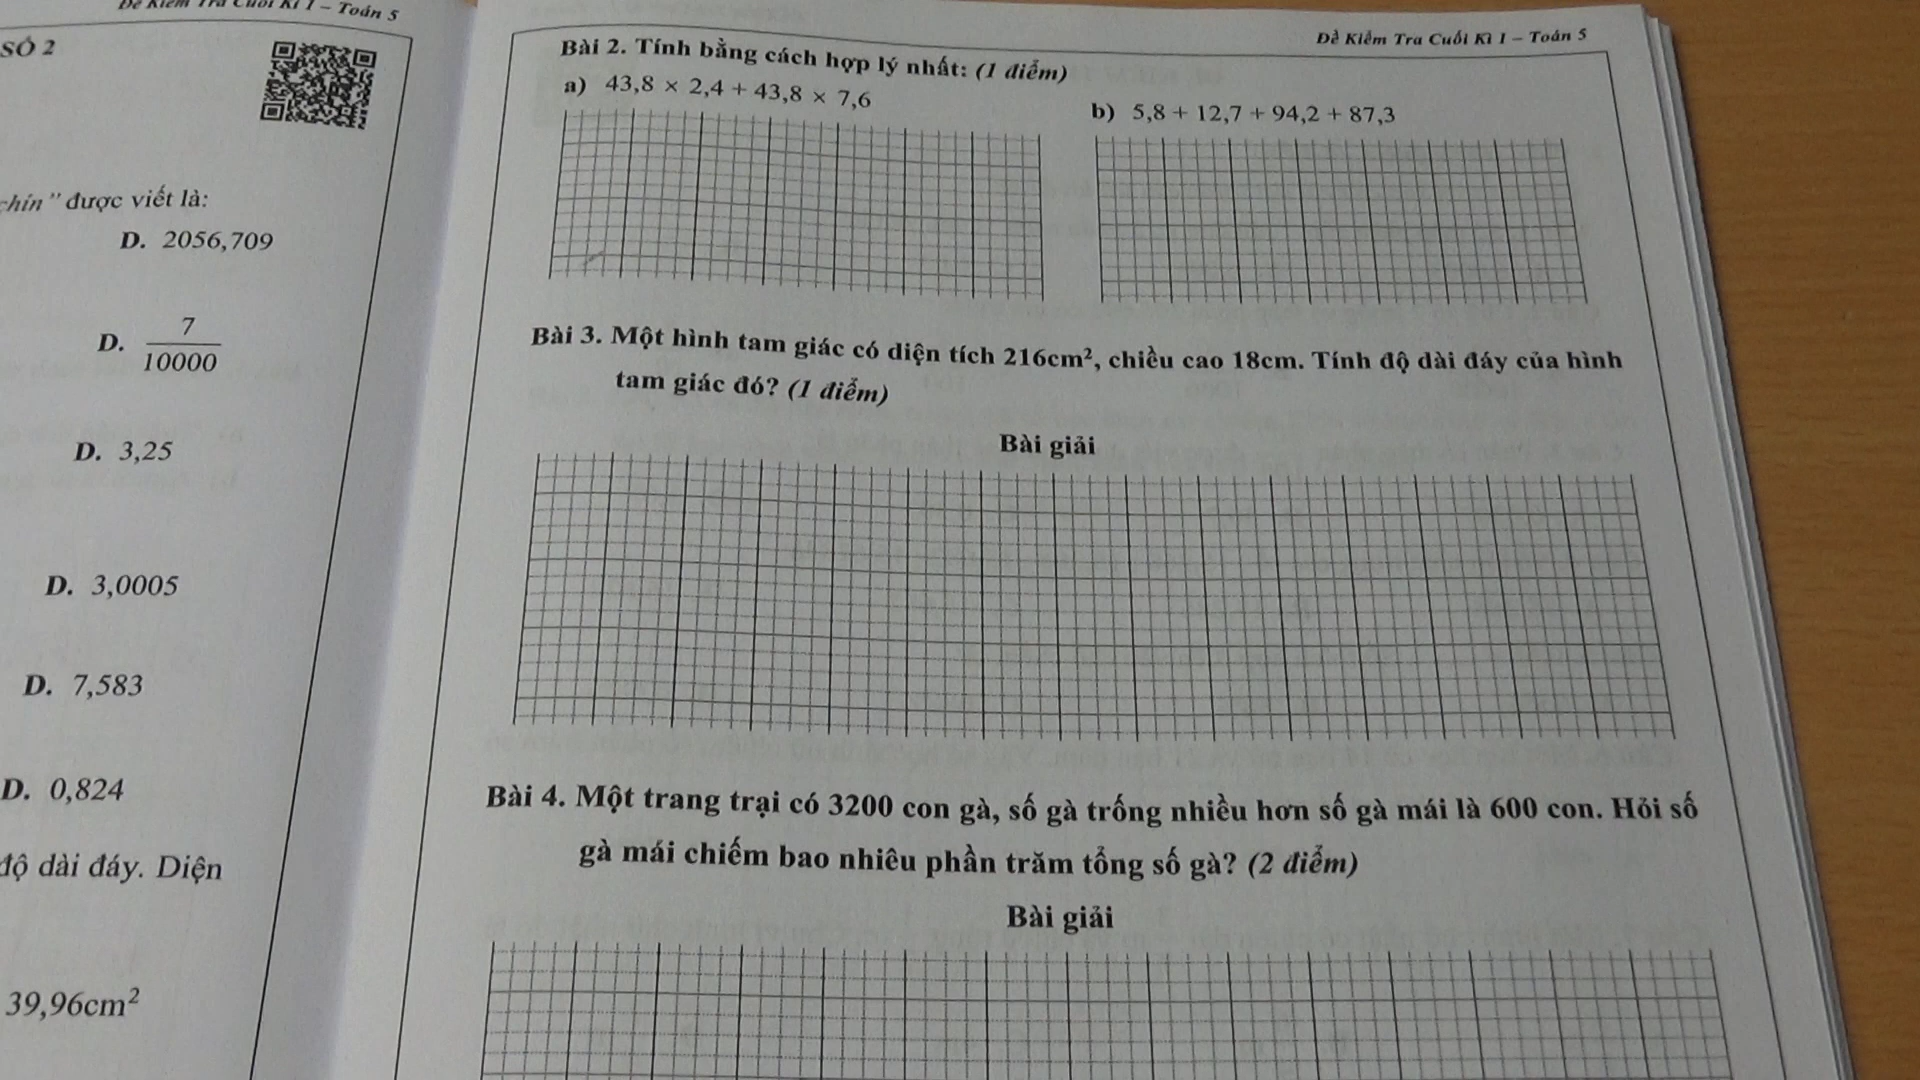 Toán 5
SỐ 2
chín" được viết là:
D. 2056,709
D. 7/10000
D. 3,25
D. 3,0005
D. 7,583
D. 0,824
độ dài đáy. Diện
39,96cm²
Đề Kiểm Tra Cuối Kì 1 – Toán 5
Bài 2. Tính bằng cách hợp lý nhất: (1 điểm)
a) 43,8 × 2,4 + 43,8 × 7,6
b) 5,8 + 12,7 + 94,2 + 87,3
Bài 3. Một hình tam giác có diện tích 216cm², chiều cao 18cm. Tính độ dài đáy của hình
tam giác đó? (1 điểm)
Bài giải
Bài 4. Một trang trại có 3200 con gà, số gà trống nhiều hơn số gà mái là 600 con. Hỏi số
gà mái chiếm bao nhiêu phần trăm tổng số gà? (2 điểm)
Bài giải